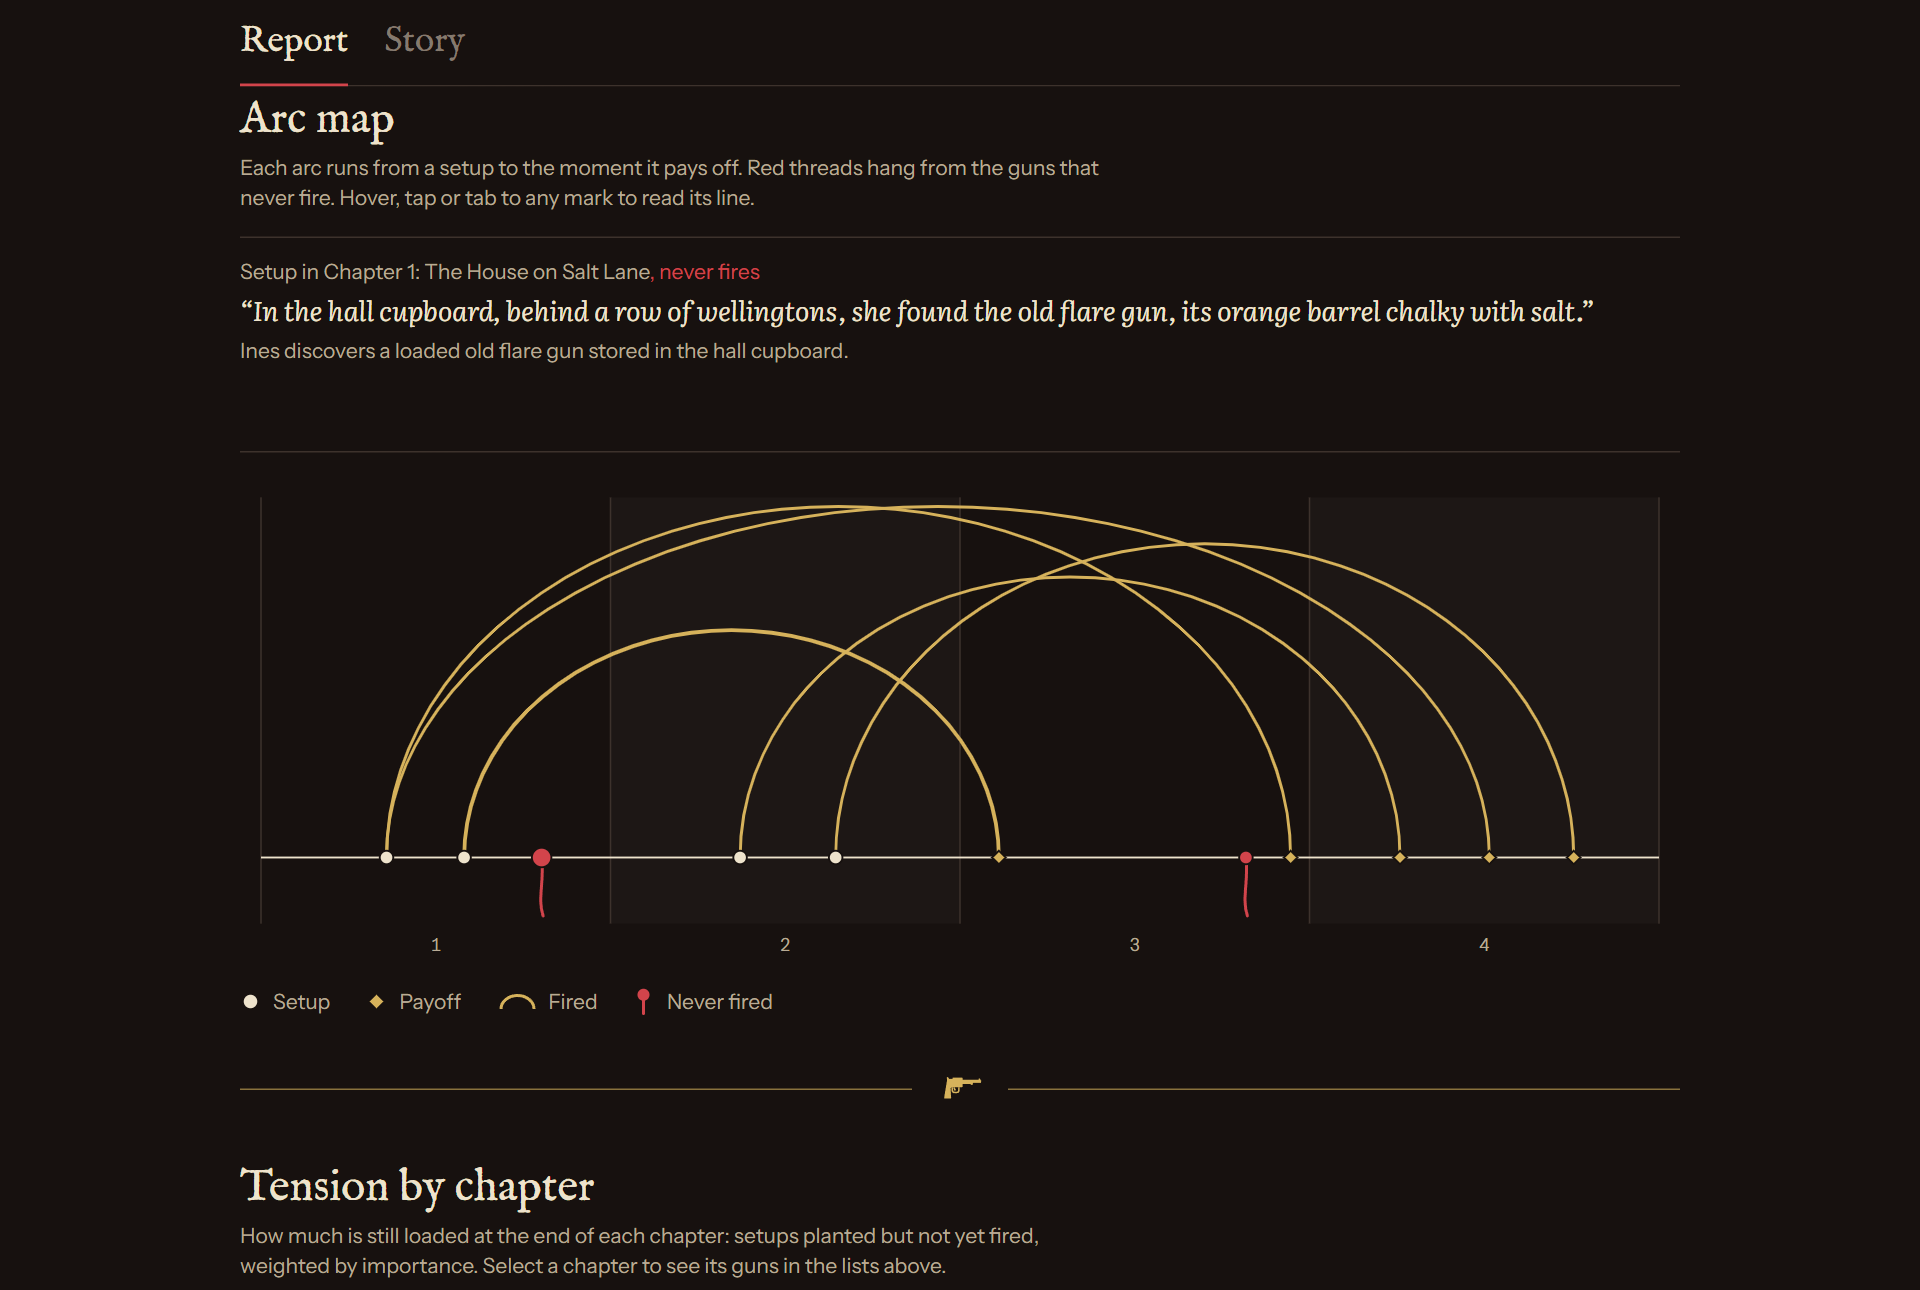 Report Story
Arc map
Each arc runs from a setup to the moment it pays off. Red threads hang from the guns that
never fire. Hover, tap or tab to any mark to read its line.
Setup in Chapter 1: The House on Salt Lane, never fires
“In the hall cupboard, behind a row of wellingtons, she found the old flare gun, its orange barrel chalky with salt.”
Ines discovers a loaded old flare gun stored in the hall cupboard.
1 2 3 4
Setup Payoff Fired Never fired
Tension by chapter
How much is still loaded at the end of each chapter: setups planted but not yet fired,
weighted by importance. Select a chapter to see its guns in the lists above.